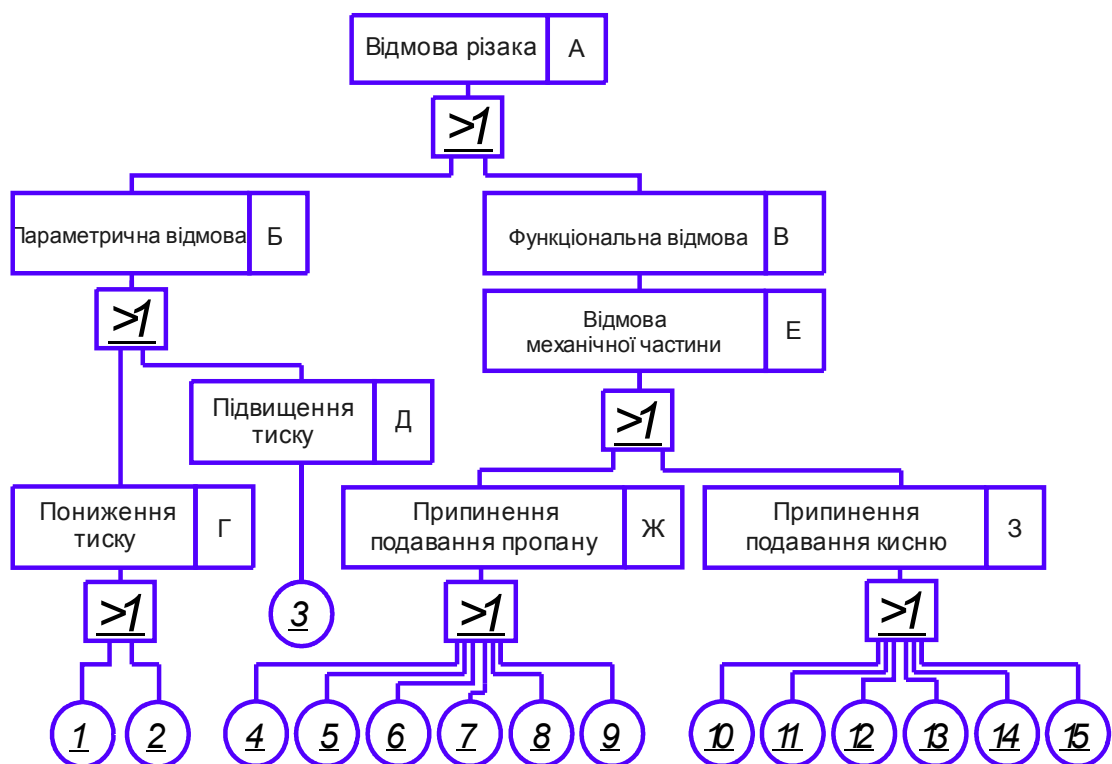 Відмова різака А
>1
Параметрична відмова Б
Функціональна відмова В
>1
Відмова
механічної частини Е
Підвищення
тиску Д
>1
Пониження
тиску Г
Припинення
подавання пропану Ж
Припинення
подавання кисню З
>1
3
>1
>1
1 2 4 5 6 7 8 9 10 11 12 13 14 15